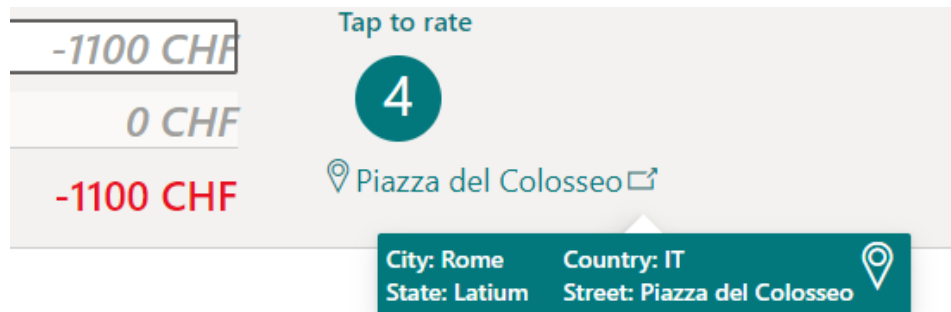 -1100 CHF
0 CHF
-1100 CHF
Tap to rate
4
Piazza del Colosseo
City: Rome Country: IT
State: Latium Street: Piazza del Colosseo